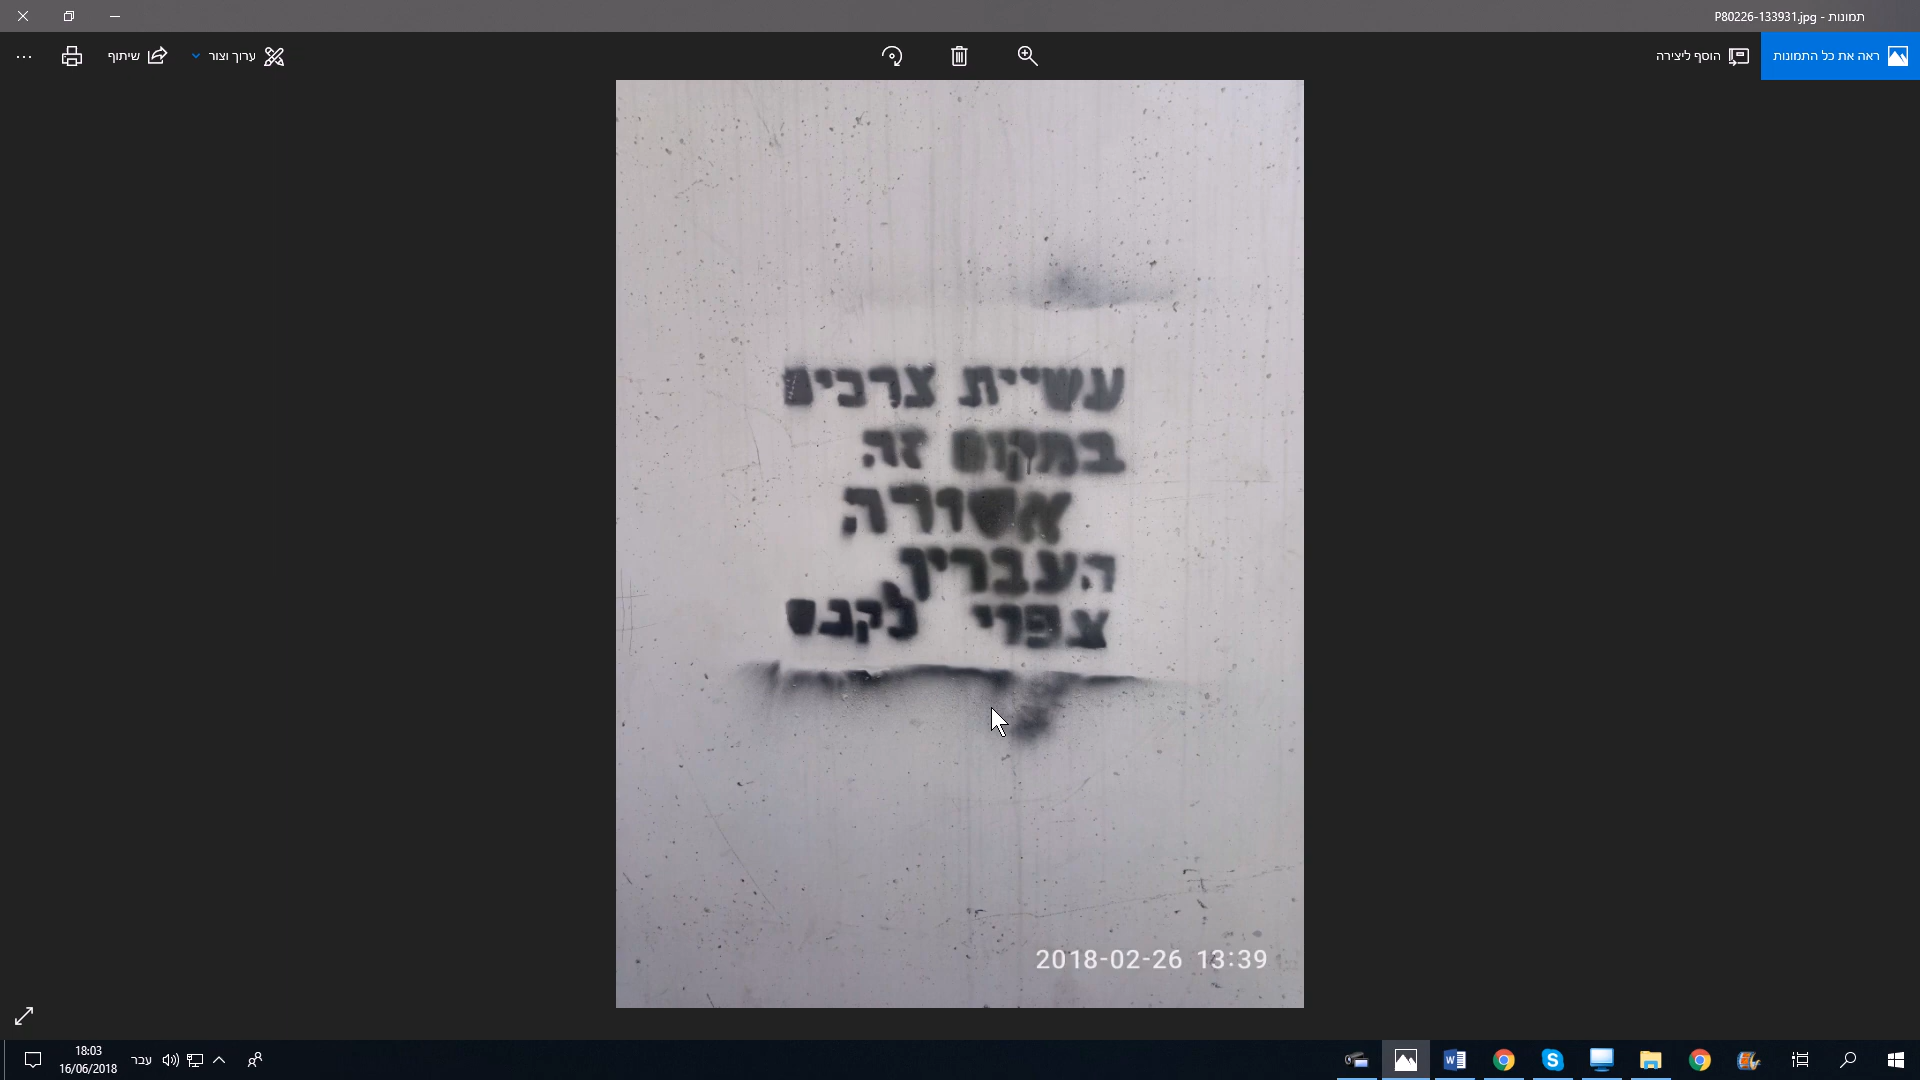 תמונות - P80226-133931.jpg
ראה את כל התמונות
הוסף ליצירה
ערוך וצור
שיתוף
עשיית צרכים
במקום זה
אסורה
העבריין
צפוי לקנס
2018-02-26 13:39
עבר
18:03
16/06/2018